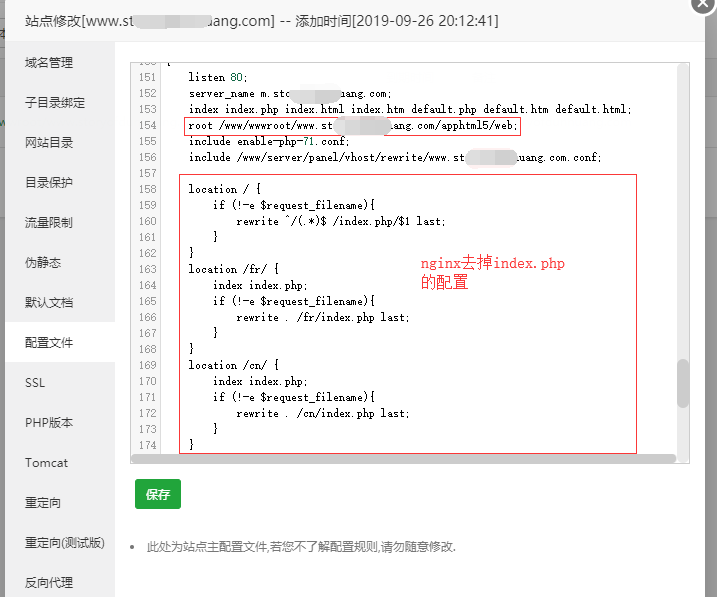 站点修改[www.st      uang.com] -- 添加时间[2019-09-26 20:12:41]
域名管理
子目录绑定
网站目录
目录保护
流量限制
伪静态
默认文档
配置文件
SSL
PHP版本
Tomcat
重定向
重定向(测试版)
反向代理
151 listen 80;
152 server_name m.sto      uang.com;
153 index index.php index.html index.htm default.php default.htm default.html;
154 root /www/wwwroot/www.st      ang.com/apphtml5/web;
155 include enable-php-71.conf;
156 include /www/server/panel/vhost/rewrite/www.st      uang.com.conf;
157
158 location / {
159 if (!-e $request_filename){
160 rewrite ^/(.*)$ /index.php/$1 last;
161 }
162 }
163 location /fr/ {
164 index index.php;
165 if (!-e $request_filename){
166 rewrite . /fr/index.php last;
167 }
168 }
169 location /cn/ {
170 index index.php;
171 if (!-e $request_filename){
172 rewrite . /cn/index.php last;
173 }
174 }
nginx去掉index.php
的配置
保存
此处为站点主配置文件,若您不了解配置规则,请勿随意修改.